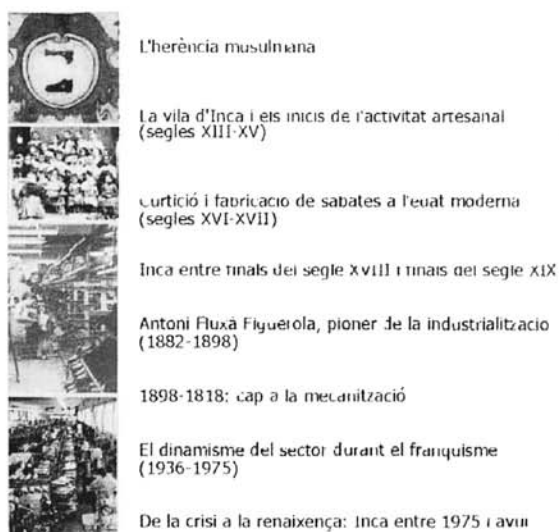 L'herència musulmana
La vila d'Inca i els inicis de l'activitat artesanal
(segles XIII-XV)
Curtició i fabricacio de sabates a l'edat moderna
(segles XVI-XVII)
Inca entre finals del segle XVIII i finals del segle XIX
Antoni Fluxà Figuerola, pioner de la industrialització
(1882-1898)
1898-1818: cap a la mecanització
El dinamisme del sector durant el franquisme
(1936-1975)
De la crisi a la renaixença: Inca entre 1975 i avui